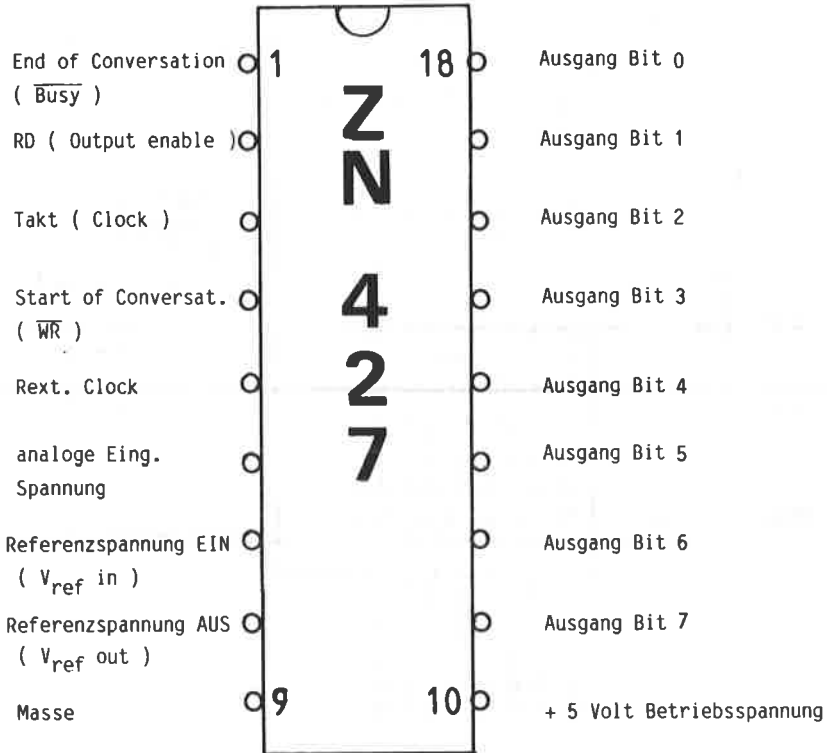 End of Conversation
( Busy )
RD ( Output enable )
Takt ( Clock )
Start of Conversat.
( WR )
Rext. Clock
analoge Eing.
Spannung
Referenzspannung EIN
( Vref in )
Referenzspannung AUS
( Vref out )
Masse
1
18
Z
N
4
2
7
9
10
Ausgang Bit 0
Ausgang Bit 1
Ausgang Bit 2
Ausgang Bit 3
Ausgang Bit 4
Ausgang Bit 5
Ausgang Bit 6
Ausgang Bit 7
+ 5 Volt Betriebsspannung